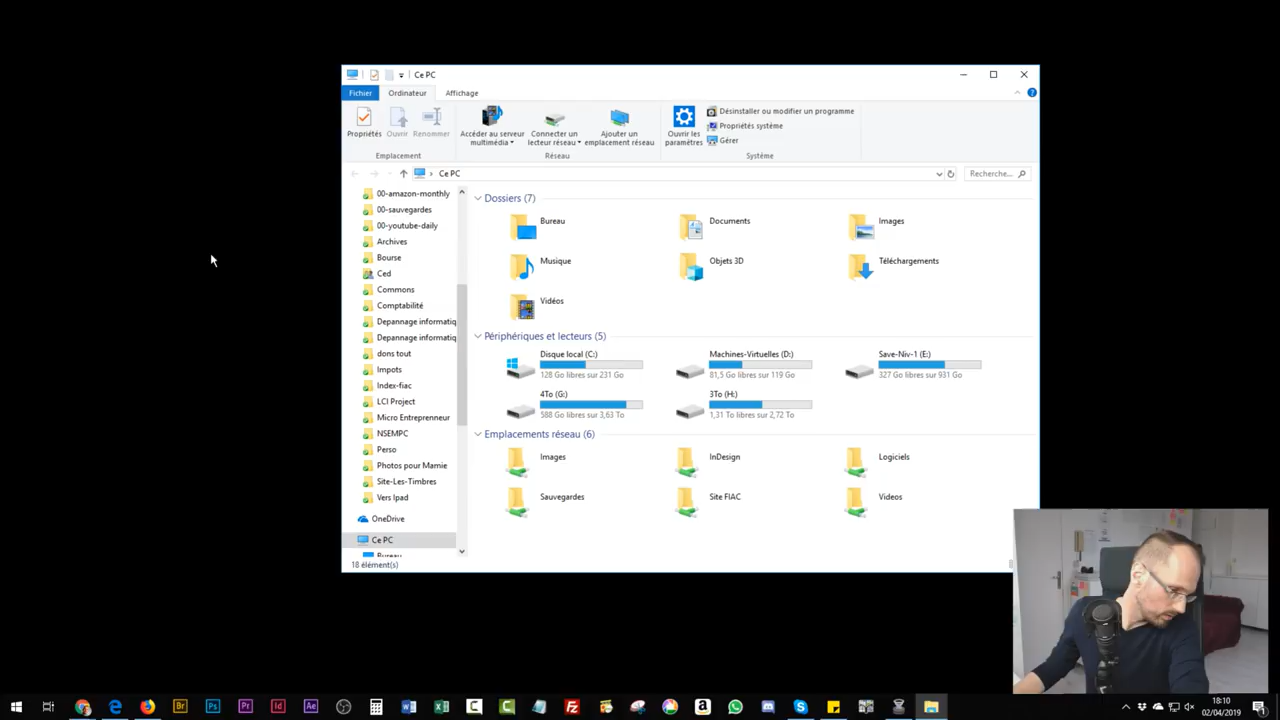 Ce PC
Fichier Ordinateur Affichage
Propriétés Ouvrir Renommer
Accéder au serveur multimédia
Connecter un lecteur réseau
Ajouter un emplacement réseau
Ouvrir les paramètres
Désinstaller ou modifier un programme
Propriétés système
Gérer
Emplacement Réseau Système
Ce PC Recherche...
00-amazon-monthly
00-sauvegardes
00-youtube-daily
Archives
Bourse
Ced
Commons
Comptabilité
Depannage informatiq
Depannage informatiq
dons tout
Impots
Index-fiac
LCI Project
Micro Entrepreneur
NSEMPC
Perso
Photos pour Mamie
Site-Les-Timbres
Vers Ipad
OneDrive
Ce PC
Bureau
Dossiers (7)
Bureau Documents Images
Musique Objets 3D Téléchargements
Vidéos
Périphériques et lecteurs (5)
Disque local (C:) Machines-Virtuelles (D:) Save-Niv-1 (E:)
128 Go libres sur 231 Go 81,5 Go libres sur 119 Go 327 Go libres sur 931 Go
4To (G:) 3To (H:)
588 Go libres sur 3,63 To 1,31 To libres sur 2,72 To
Emplacements réseau (6)
Images InDesign Logiciels
Sauvegardes Site FIAC Videos
18 élément(s)
Br Ps Pr Id Ae
18:10
02/04/2019